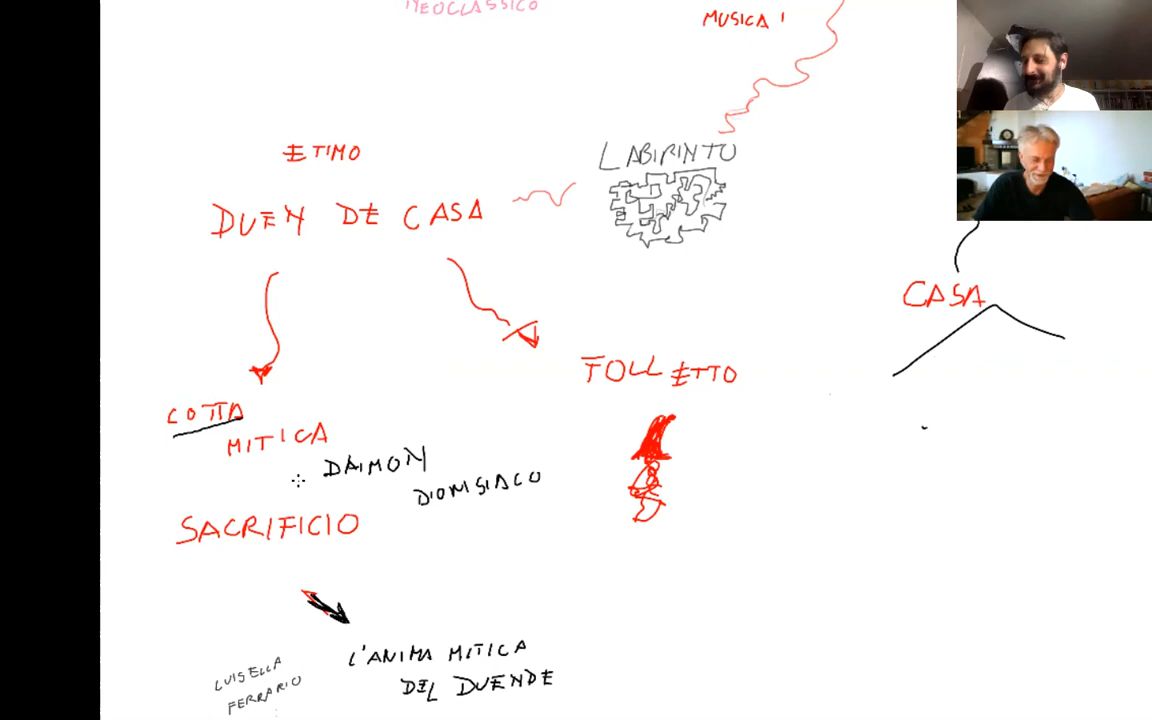 NEOCLASSICO
MUSICA
ETIMO
LABIRINTO
DUEN DE CASA
CASA
FOLLETTO
COTTA
MITICA
DAIMON
DIONISIACO
SACRIFICIO
L'ANIMA MITICA
DEL DUENDE
LUISELLA
FERRARIO